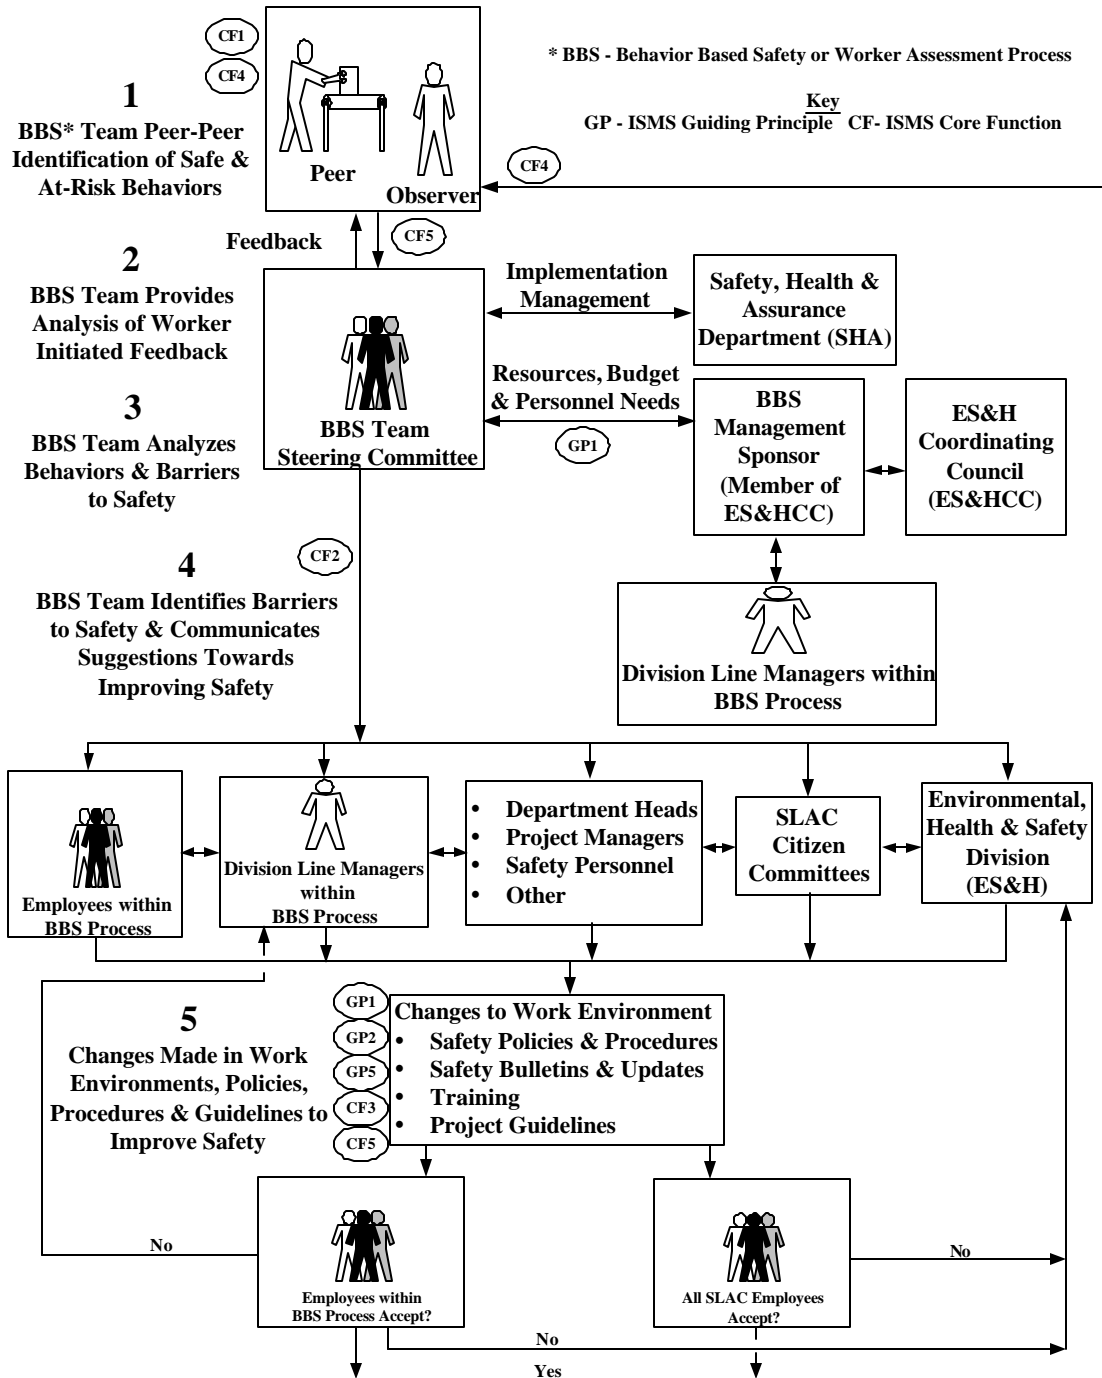 CF1
CF4
* BBS - Behavior Based Safety or Worker Assessment Process
Key
GP - ISMS Guiding Principle CF- ISMS Core Function
1
BBS* Team Peer-Peer
Identification of Safe &
At-Risk Behaviors
Peer
Observer
CF4
Feedback
CF5
2
BBS Team Provides
Analysis of Worker
Initiated Feedback
Implementation
Management
Safety, Health &
Assurance
Department (SHA)
3
BBS Team Analyzes
Behaviors & Barriers
to Safety
BBS Team
Steering Committee
Resources, Budget
& Personnel Needs
GP1
BBS
Management
Sponsor
(Member of
ES&HCC)
ES&H
Coordinating
Council
(ES&HCC)
CF2
4
BBS Team Identifies Barriers
to Safety & Communicates
Suggestions Towards
Improving Safety
Division Line Managers within
BBS Process
Employees within
BBS Process
Division Line Managers
within
BBS Process
• Department Heads
• Project Managers
• Safety Personnel
• Other
SLAC
Citizen
Committees
Environmental,
Health & Safety
Division
(ES&H)
5
Changes Made in Work
Environments, Policies,
Procedures & Guidelines to
Improve Safety
GP1
GP2
GP5
CF3
CF5
Changes to Work Environment
• Safety Policies & Procedures
• Safety Bulletins & Updates
• Training
• Project Guidelines
No
Employees within
BBS Process Accept?
All SLAC Employees
Accept?
No
No
Yes